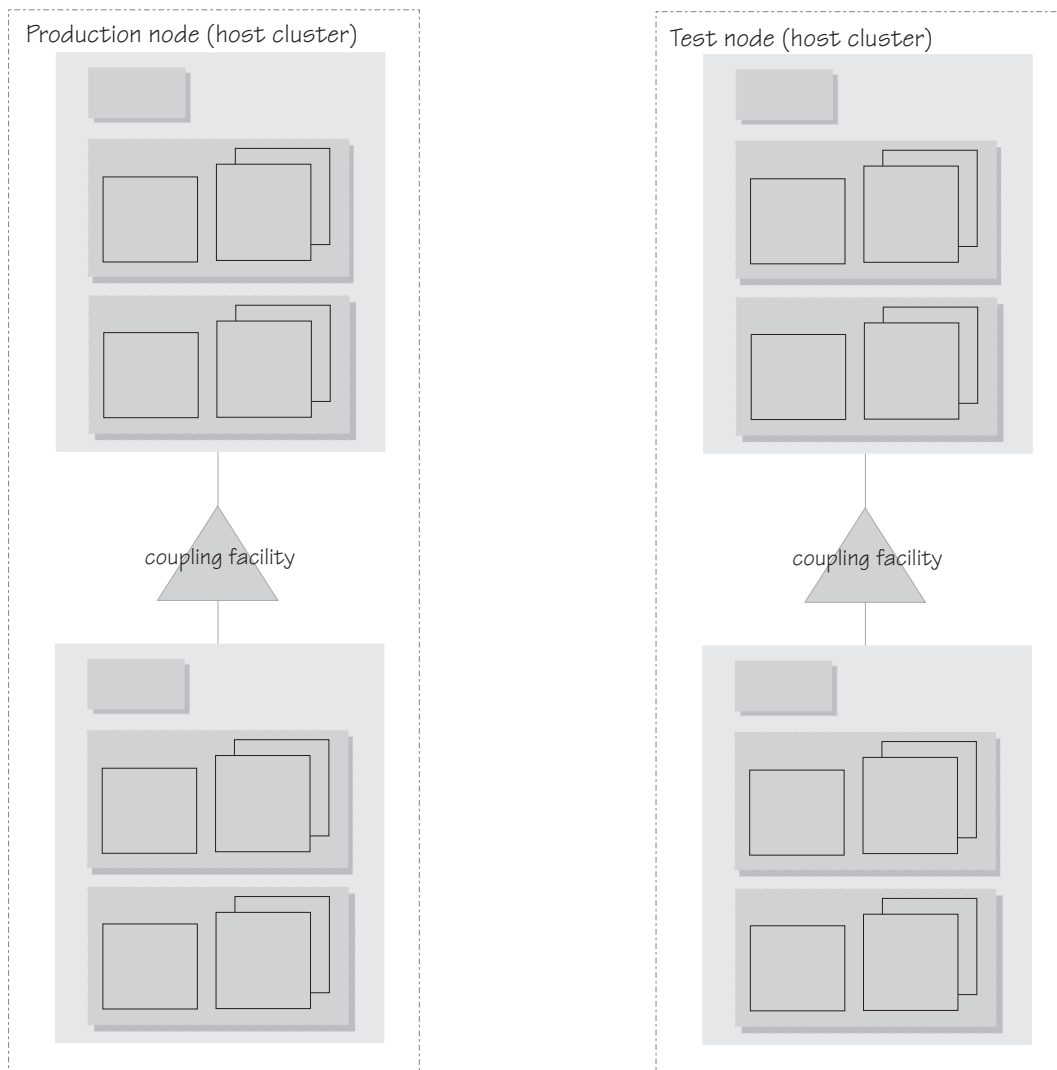 Production node (host cluster)
Test node (host cluster)
coupling facility
coupling facility